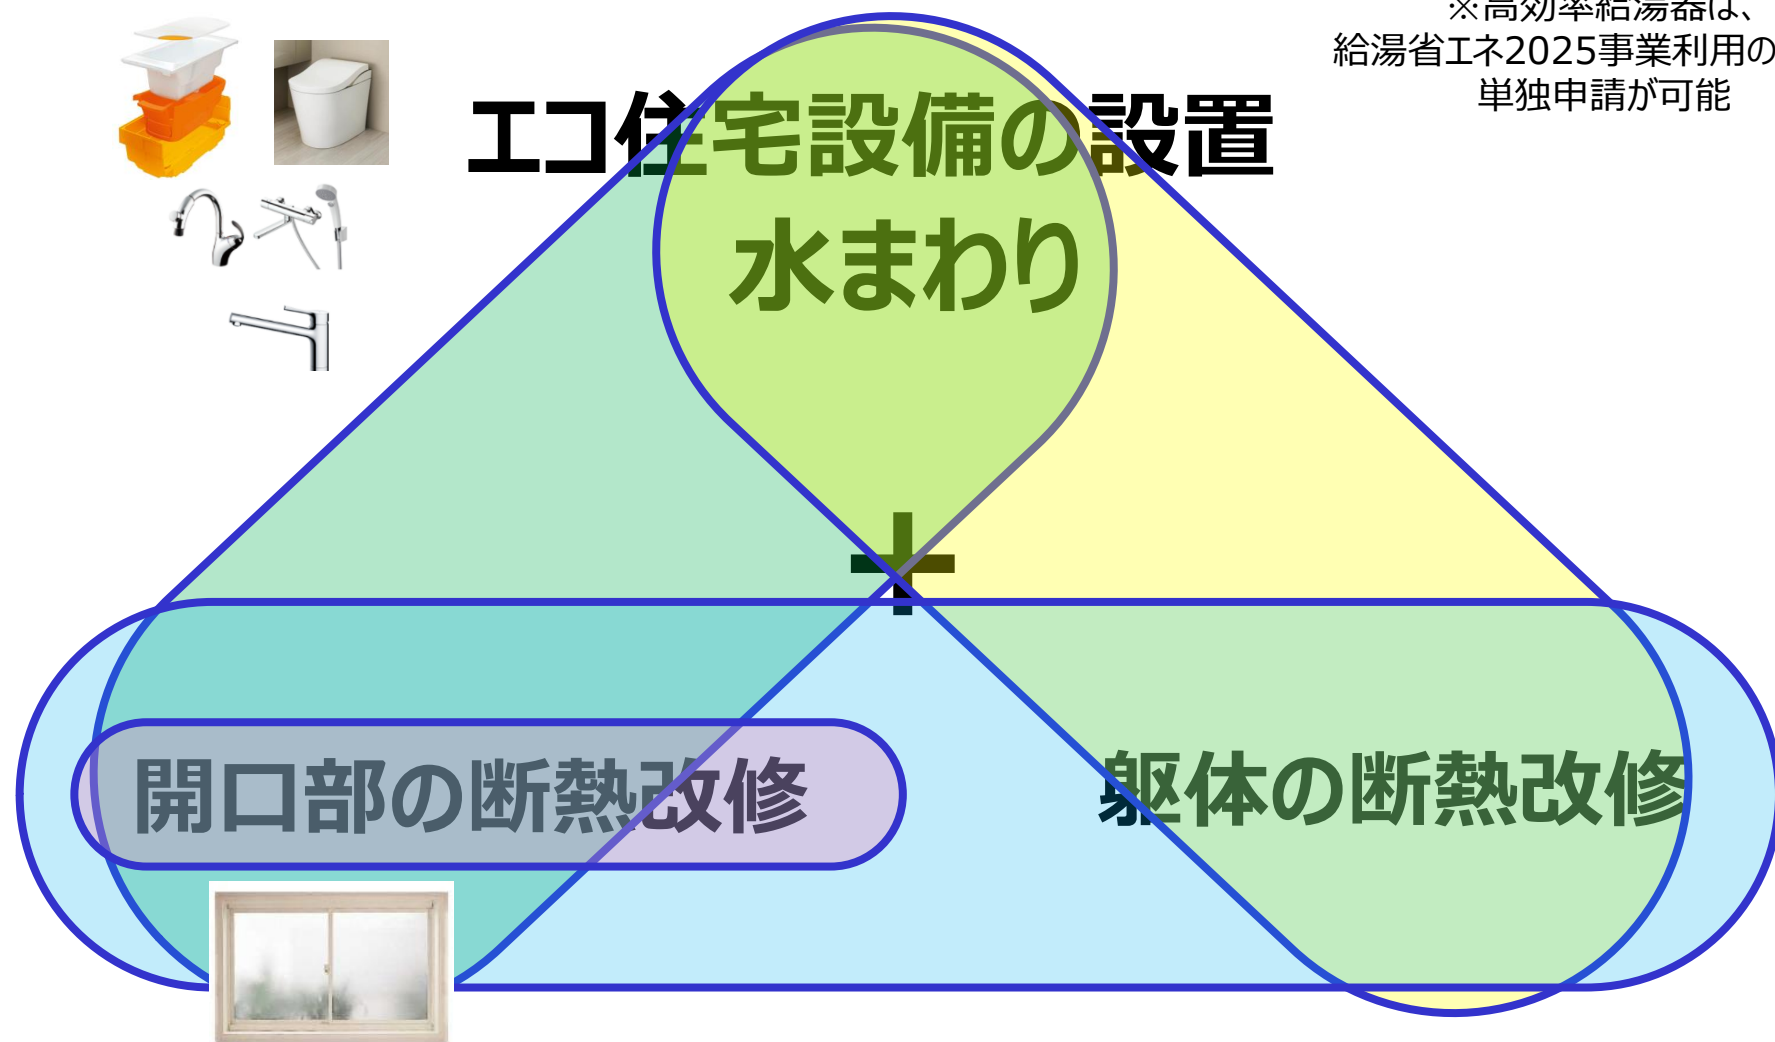 ※高効率給湯器は、
給湯省エネ2025事業利用の
単独申請が可能
エコ住宅設備の設置
水まわり
＋
開口部の断熱改修
躯体の断熱改修